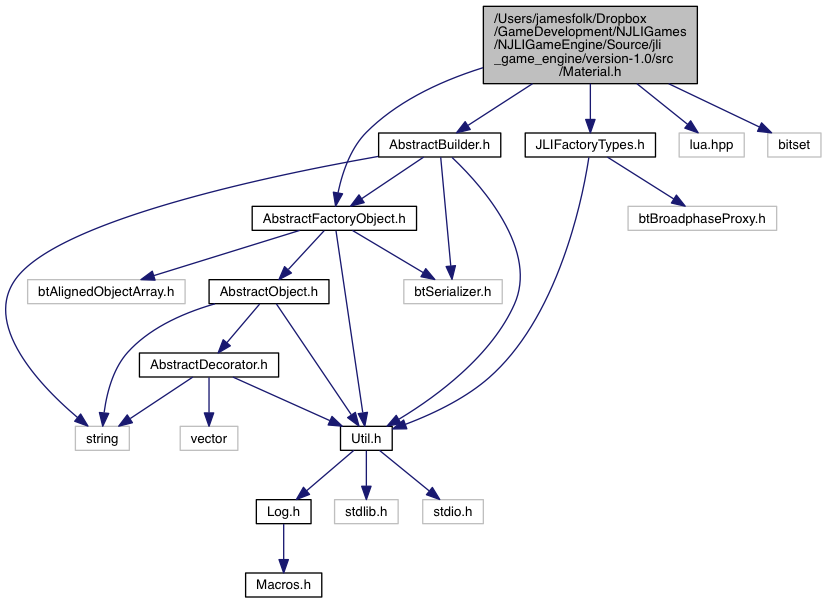 /Users/jamesfolk/Dropbox
/GameDevelopment/NJLIGames
/NJLIGameEngine/Source/jli
_game_engine/version-1.0/src
/Material.h
AbstractBuilder.h
JLIFactoryTypes.h
lua.hpp
bitset
AbstractFactoryObject.h
btBroadphaseProxy.h
btAlignedObjectArray.h
AbstractObject.h
btSerializer.h
AbstractDecorator.h
string
vector
Util.h
Log.h
stdlib.h
stdio.h
Macros.h